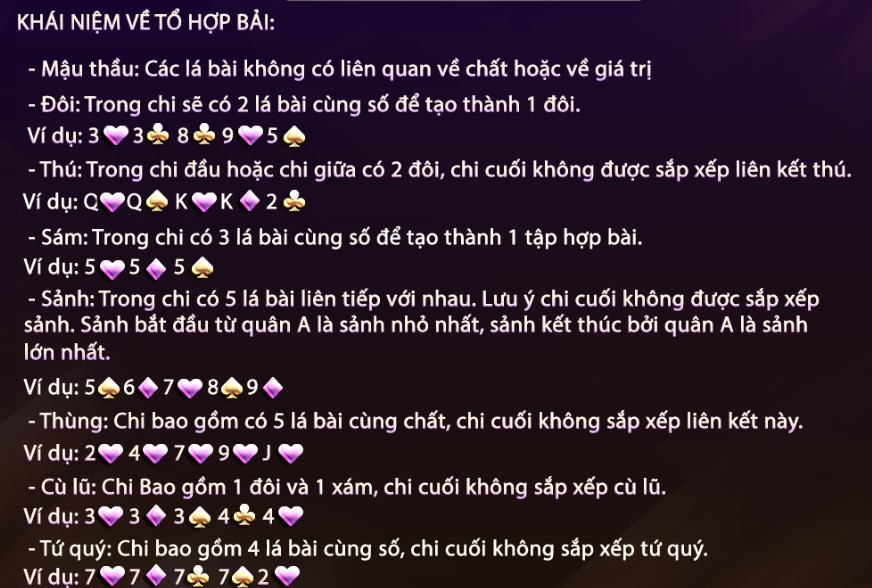 KHÁI NIỆM VỀ TỔ HỢP BÀI:
- Mậu thầu: Các lá bài không có liên quan về chất hoặc về giá trị
- Đôi: Trong chi sẽ có 2 lá bài cùng số để tạo thành 1 đôi.
Ví dụ: 3♥3♣ 8♣ 9♥5♠
- Thú: Trong chi đầu hoặc chi giữa có 2 đôi, chi cuối không được sắp xếp liên kết thú.
Ví dụ: Q♥Q♠ K♥K♦ 2♣
- Sám: Trong chi có 3 lá bài cùng số để tạo thành 1 tập hợp bài.
Ví dụ: 5♥5♦ 5♠
- Sảnh: Trong chi có 5 lá bài liên tiếp với nhau. Lưu ý chi cuối không được sắp xếp
sảnh. Sảnh bắt đầu từ quân A là sảnh nhỏ nhất, sảnh kết thúc bởi quân A là sảnh
lớn nhất.
Ví dụ: 5♠6♦7♥8♠9♦
- Thùng: Chi bao gồm có 5 lá bài cùng chất, chi cuối không sắp xếp liên kết này.
Ví dụ: 2♥ 4♥ 7♥ 9♥ J♥
- Cù lũ: Chi Bao gồm 1 đôi và 1 xám, chi cuối không sắp xếp cù lũ.
Ví dụ: 3♥ 3♦ 3♠ 4♣ 4♥
- Tứ quý: Chi bao gồm 4 lá bài cùng số, chi cuối không sắp xếp tứ quý.
Ví dụ: 7♥7♦ 7♣ 7♠2♥